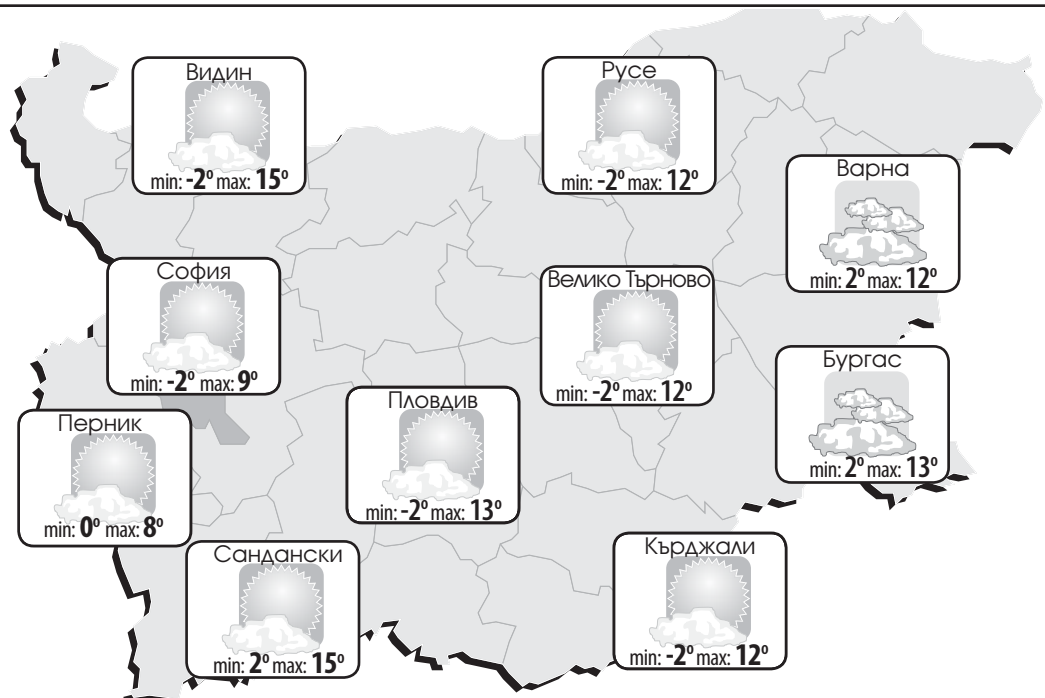 Видин
min: -2° max: 15°
Русе
min: -2° max: 12°
Варна
min: 2° max: 12°
София
min: -2° max: 9°
Велико Търново
min: -2° max: 12°
Бургас
min: 2° max: 13°
Пловдив
min: -2° max: 13°
Перник
min: 0° max: 8°
Сандански
min: 2° max: 15°
Кърджали
min: -2° max: 12°